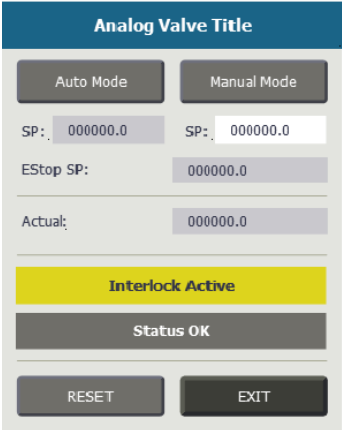 Analog Valve Title
Auto Mode Manual Mode
SP: 000000.0 SP: 000000.0
EStop SP: 000000.0
Actual: 000000.0
Interlock Active
Status OK
RESET EXIT